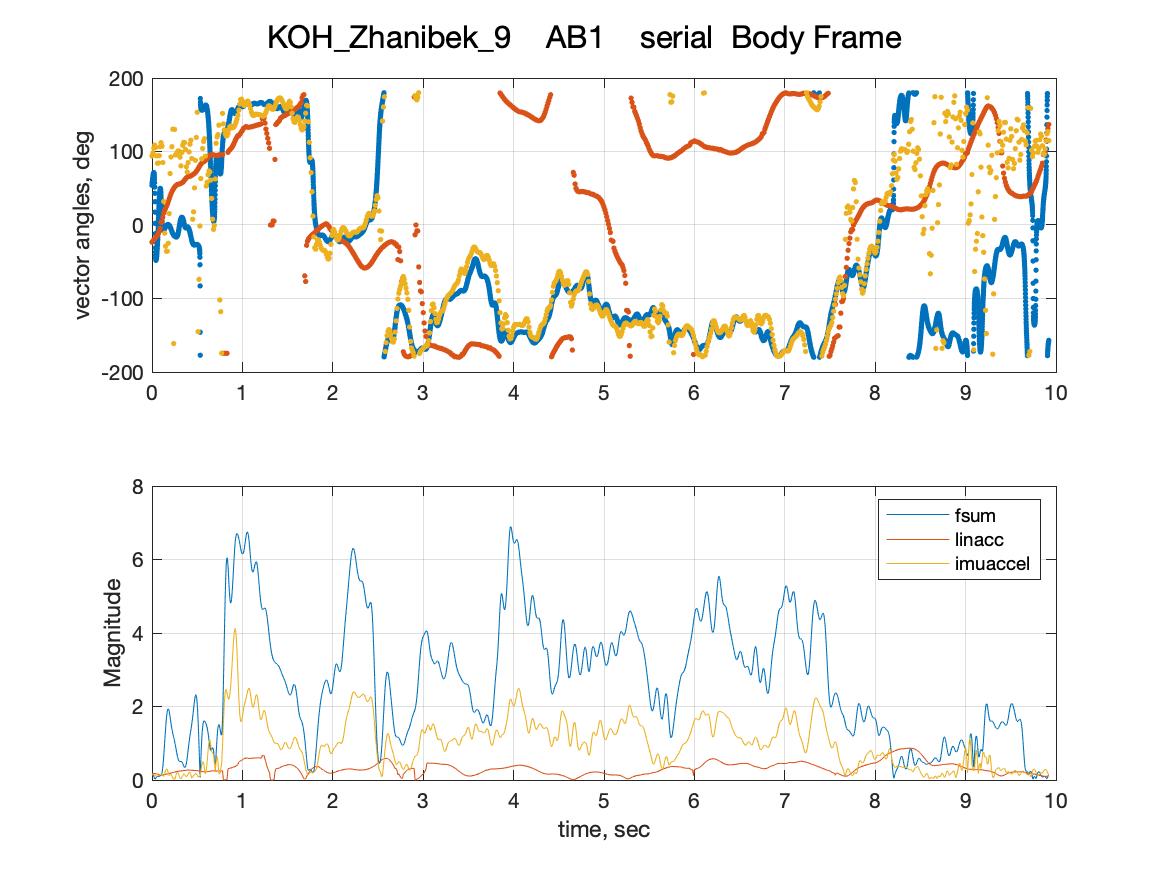 KOH_Zhanibek_9 AB1 serial Body Frame
200
100
0
-100
-200
vector angles, deg
0 1 2 3 4 5 6 7 8 9 10
8
6
4
2
0
Magnitude
fsum
linacc
imuaccel
0 1 2 3 4 5 6 7 8 9 10
time, sec